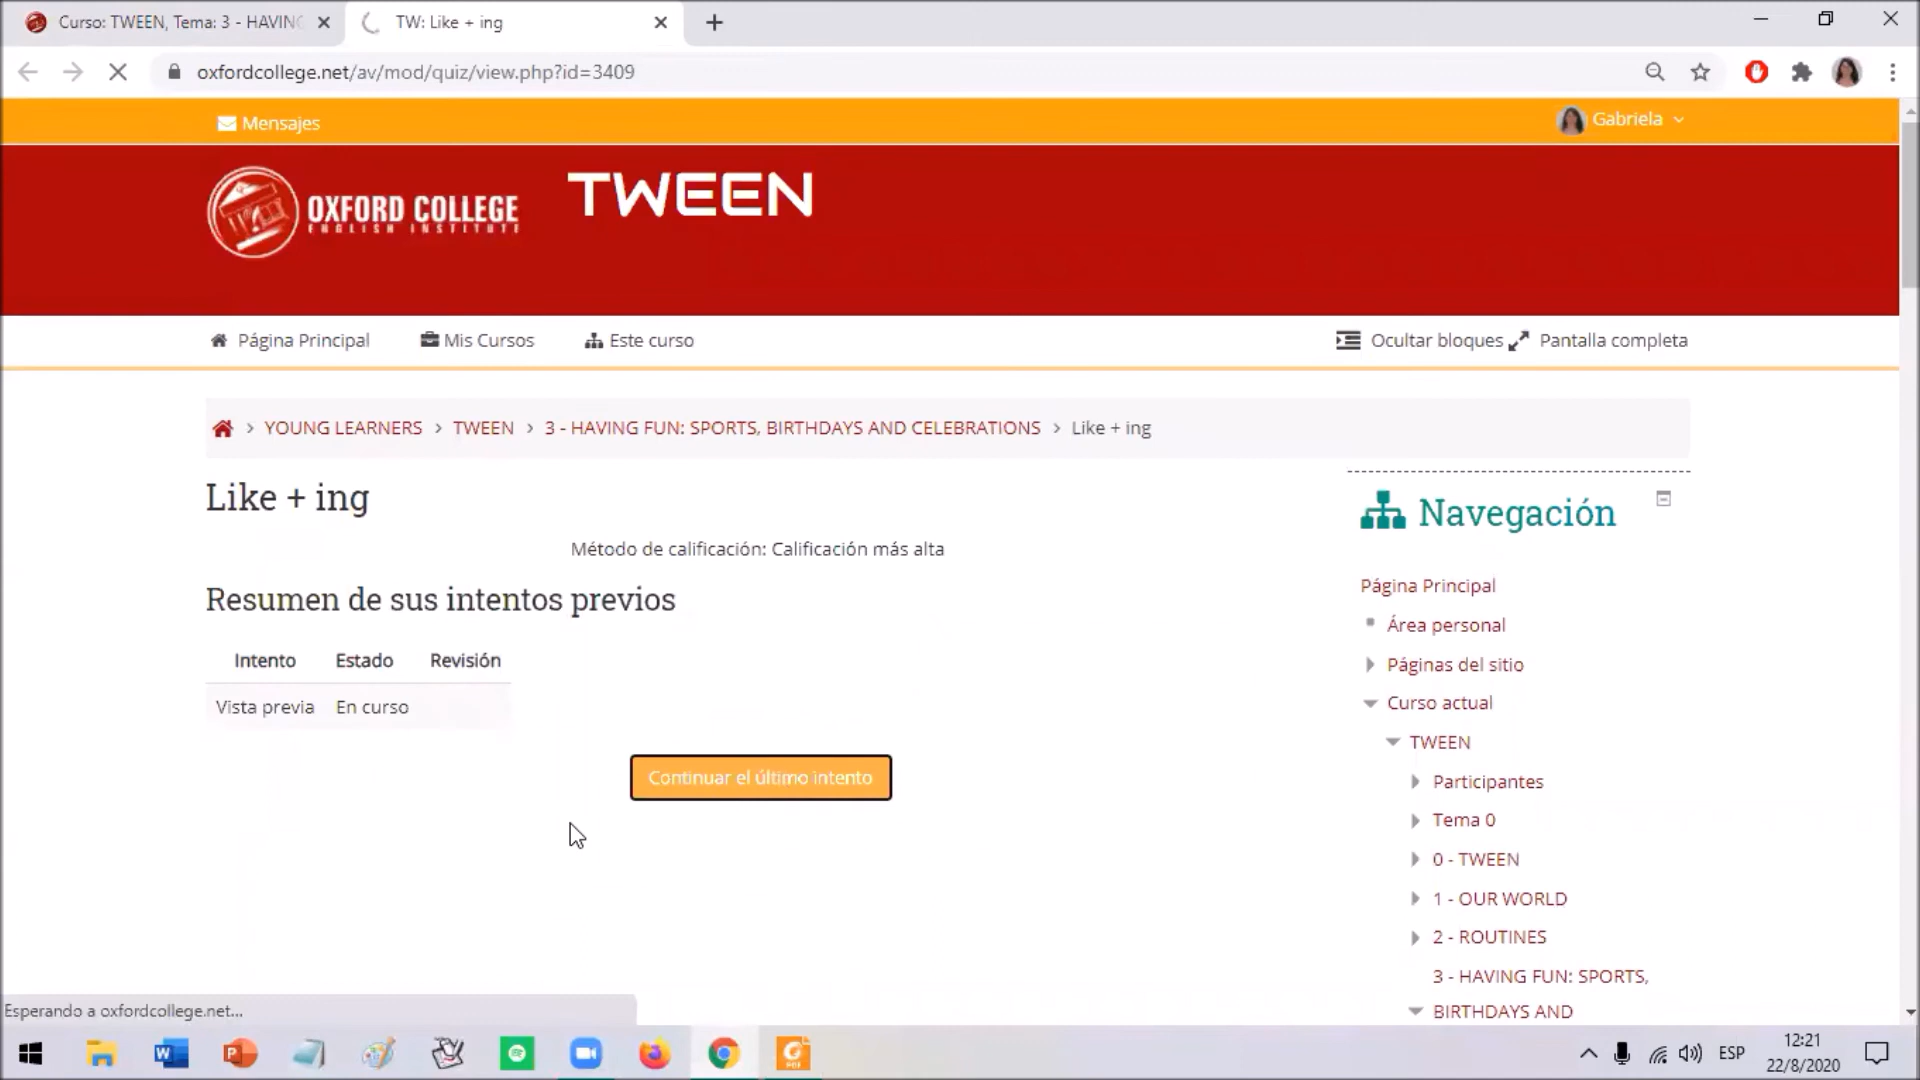 Curso: TWEEN, Tema: 3 - HAVING
TW: Like + ing
oxfordcollege.net/av/mod/quiz/view.php?id=3409
Mensajes
Gabriela
OXFORD COLLEGE
ENGLISH INSTITUTE
TWEEN
Página Principal
Mis Cursos
Este curso
Ocultar bloques
Pantalla completa
YOUNG LEARNERS > TWEEN > 3 - HAVING FUN: SPORTS, BIRTHDAYS AND CELEBRATIONS > Like + ing
Like + ing
Método de calificación: Calificación más alta
Resumen de sus intentos previos
Intento Estado Revisión
Vista previa En curso
Continuar el último intento
Navegación
Página Principal
Área personal
Páginas del sitio
Curso actual
TWEEN
Participantes
Tema 0
0 - TWEEN
1 - OUR WORLD
2 - ROUTINES
3 - HAVING FUN: SPORTS,
BIRTHDAYS AND
Esperando a oxfordcollege.net...
ESP
12:21
22/8/2020